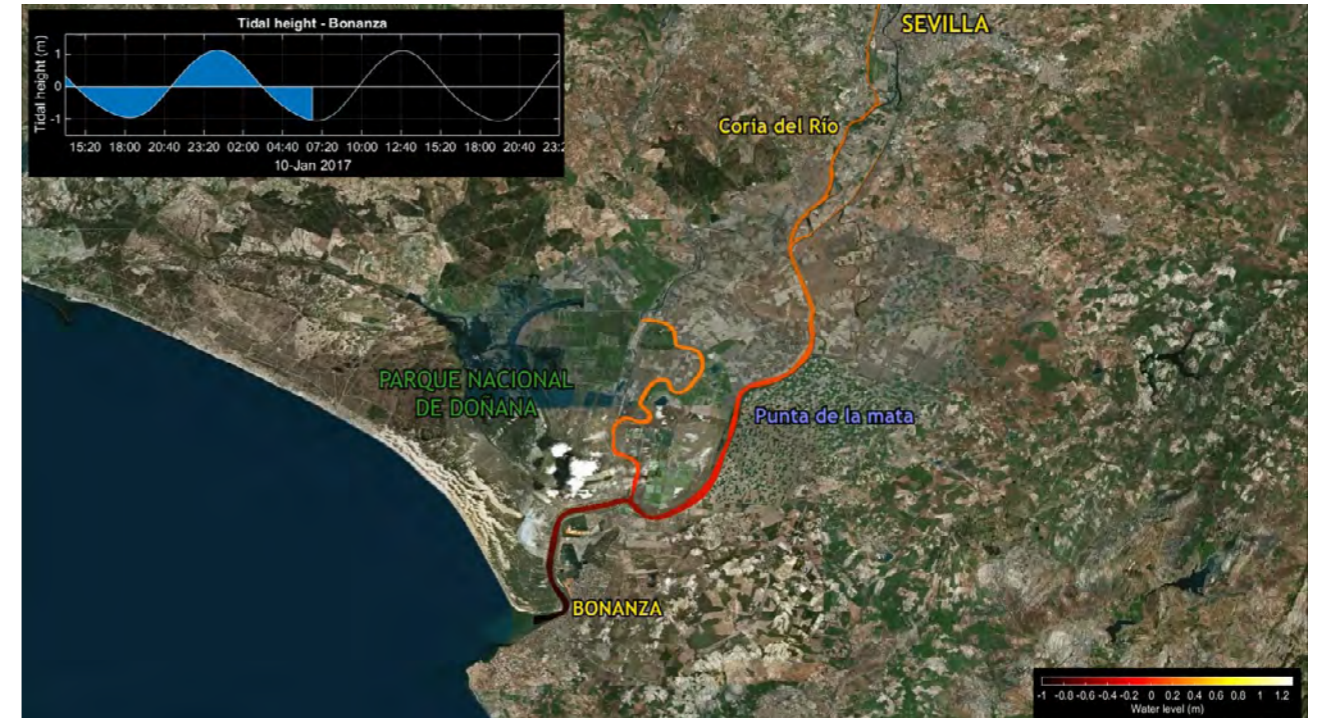 Tidal height - Bonanza
Tidal height (m)
1
0
-1
15:20 18:00 20:40 23:20 02:00 04:40 07:20 10:00 12:40 15:20 18:00 20:40 23:2
10-Jan 2017
SEVILLA
Coria del Río
PARQUE NACIONAL
DE DOÑANA
Punta de la mata
BONANZA
-1 -0.8 -0.6 -0.4 -0.2 0 0.2 0.4 0.6 0.8 1 1.2
Water level (m)